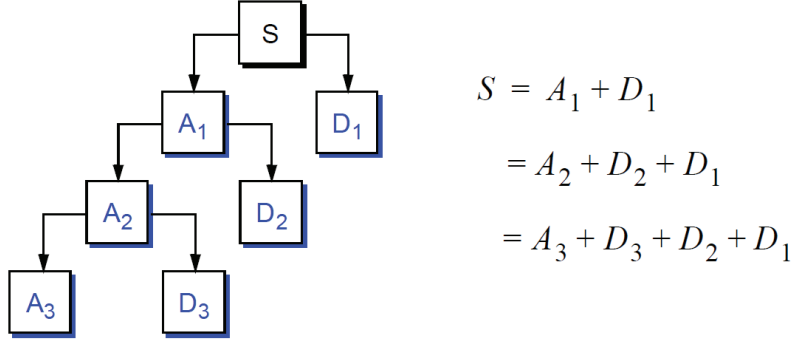 S
A₁ D₁
A₂ D₂
A₃ D₃
S = A₁ + D₁
= A₂ + D₂ + D₁
= A₃ + D₃ + D₂ + D₁